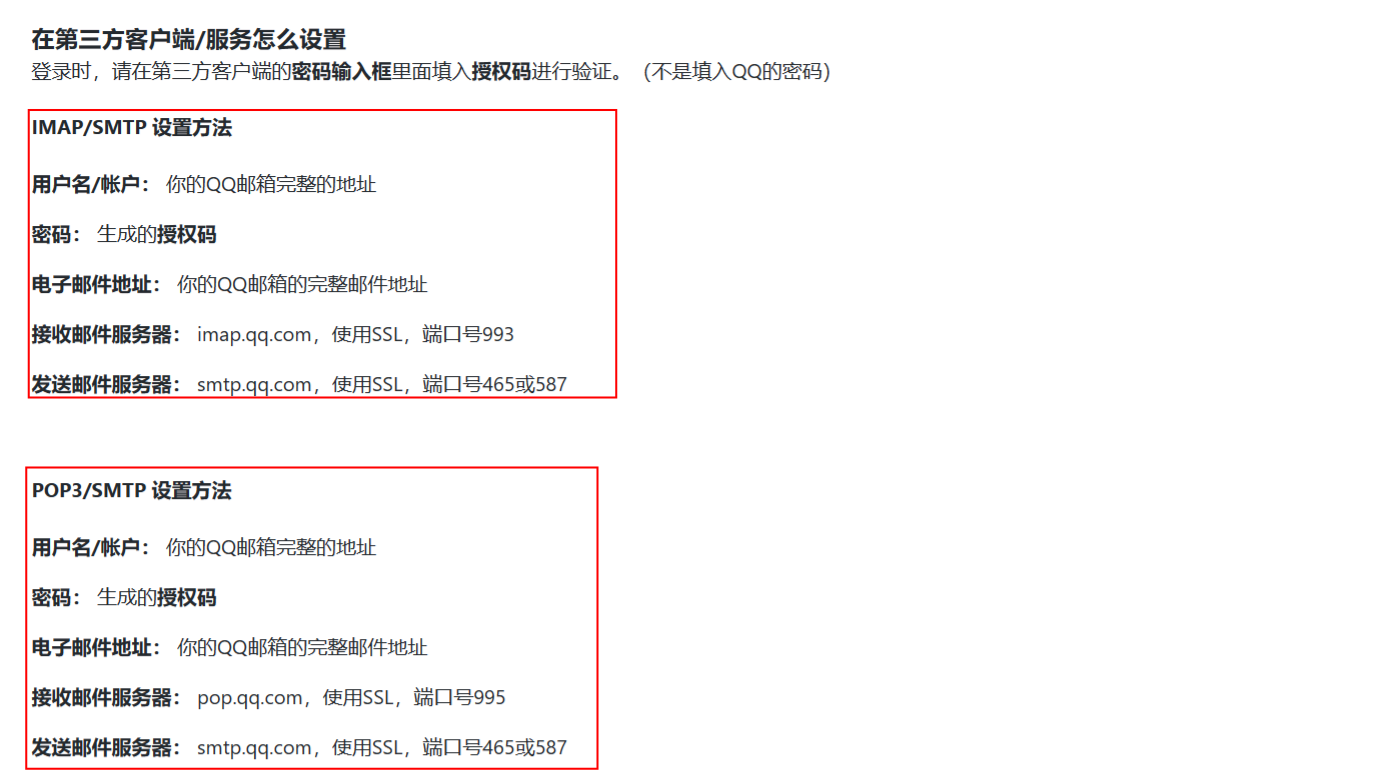 在第三方客户端/服务怎么设置
登录时，请在第三方客户端的密码输入框里面填入授权码进行验证。（不是填入QQ的密码）
IMAP/SMTP 设置方法
用户名/帐户： 你的QQ邮箱完整的地址
密码： 生成的授权码
电子邮件地址： 你的QQ邮箱的完整邮件地址
接收邮件服务器： imap.qq.com，使用SSL，端口号993
发送邮件服务器： smtp.qq.com，使用SSL，端口号465或587
POP3/SMTP 设置方法
用户名/帐户： 你的QQ邮箱完整的地址
密码： 生成的授权码
电子邮件地址： 你的QQ邮箱的完整邮件地址
接收邮件服务器： pop.qq.com，使用SSL，端口号995
发送邮件服务器： smtp.qq.com，使用SSL，端口号465或587